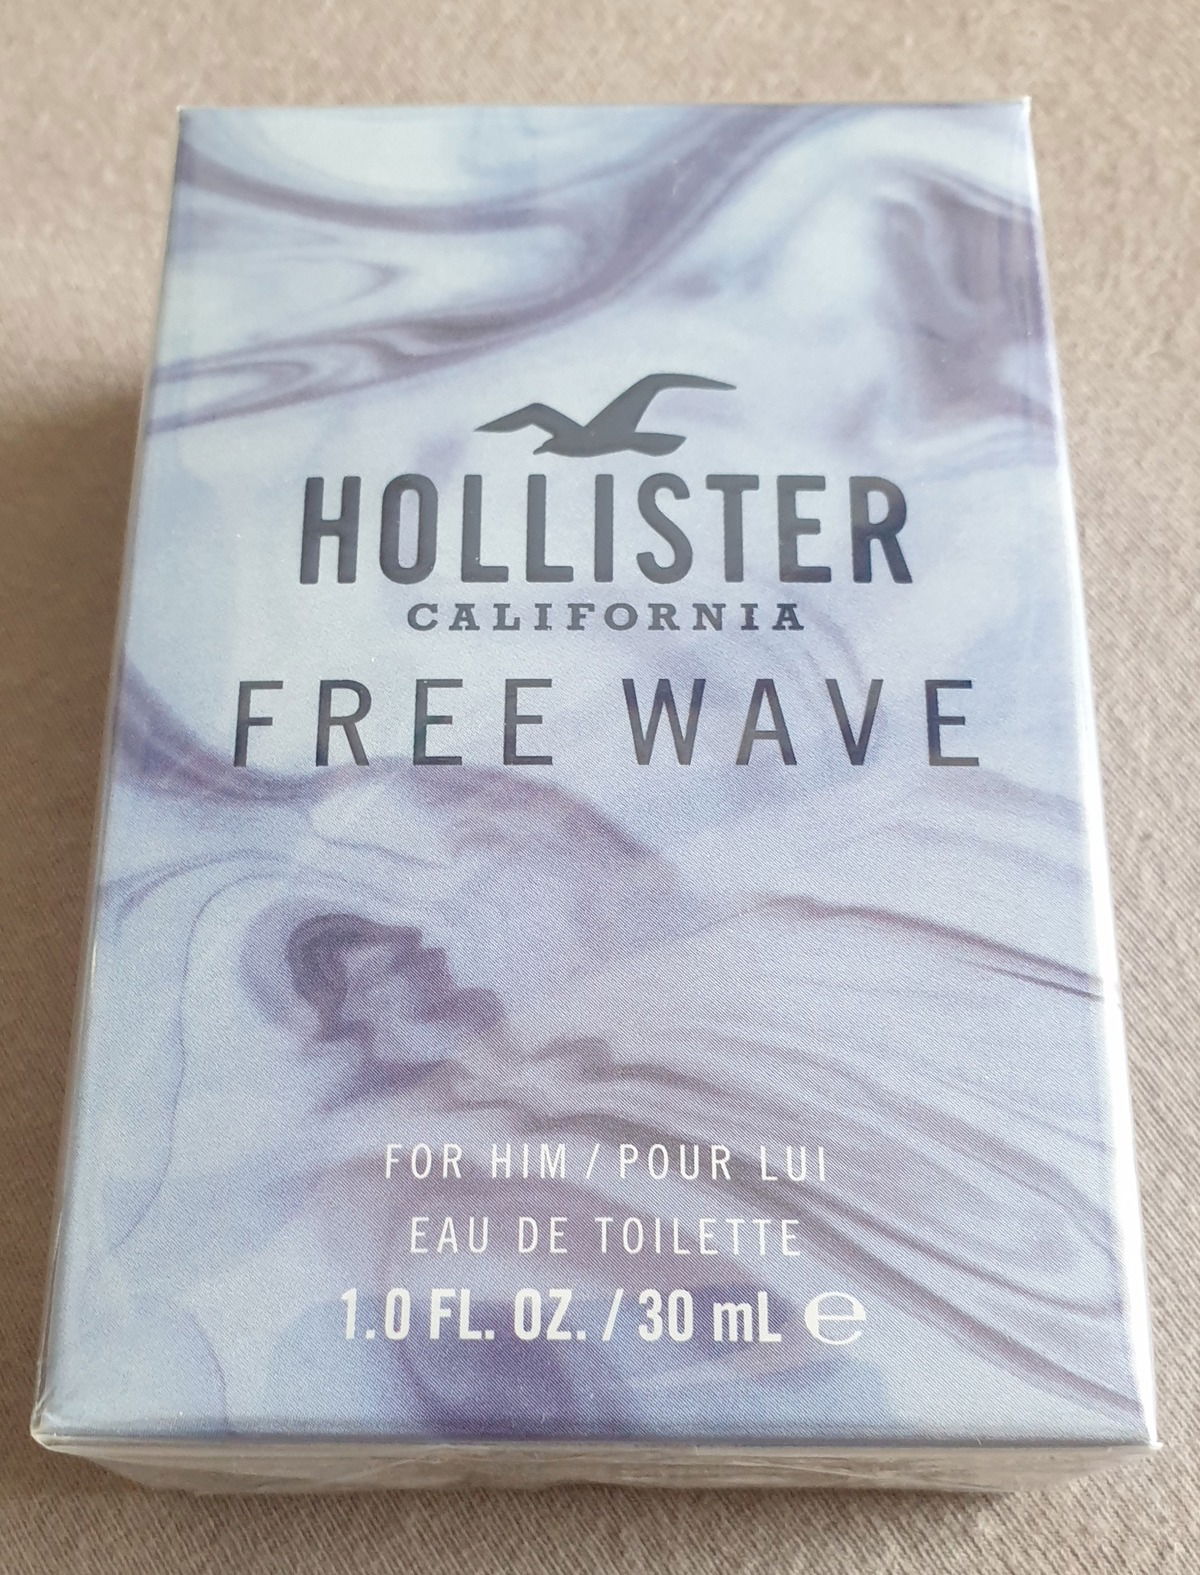 HOLLISTER
CALIFORNIA
FREE WAVE
FOR HIM / POUR LUI
EAU DE TOILETTE
1.0 FL. OZ. / 30 mL ℮